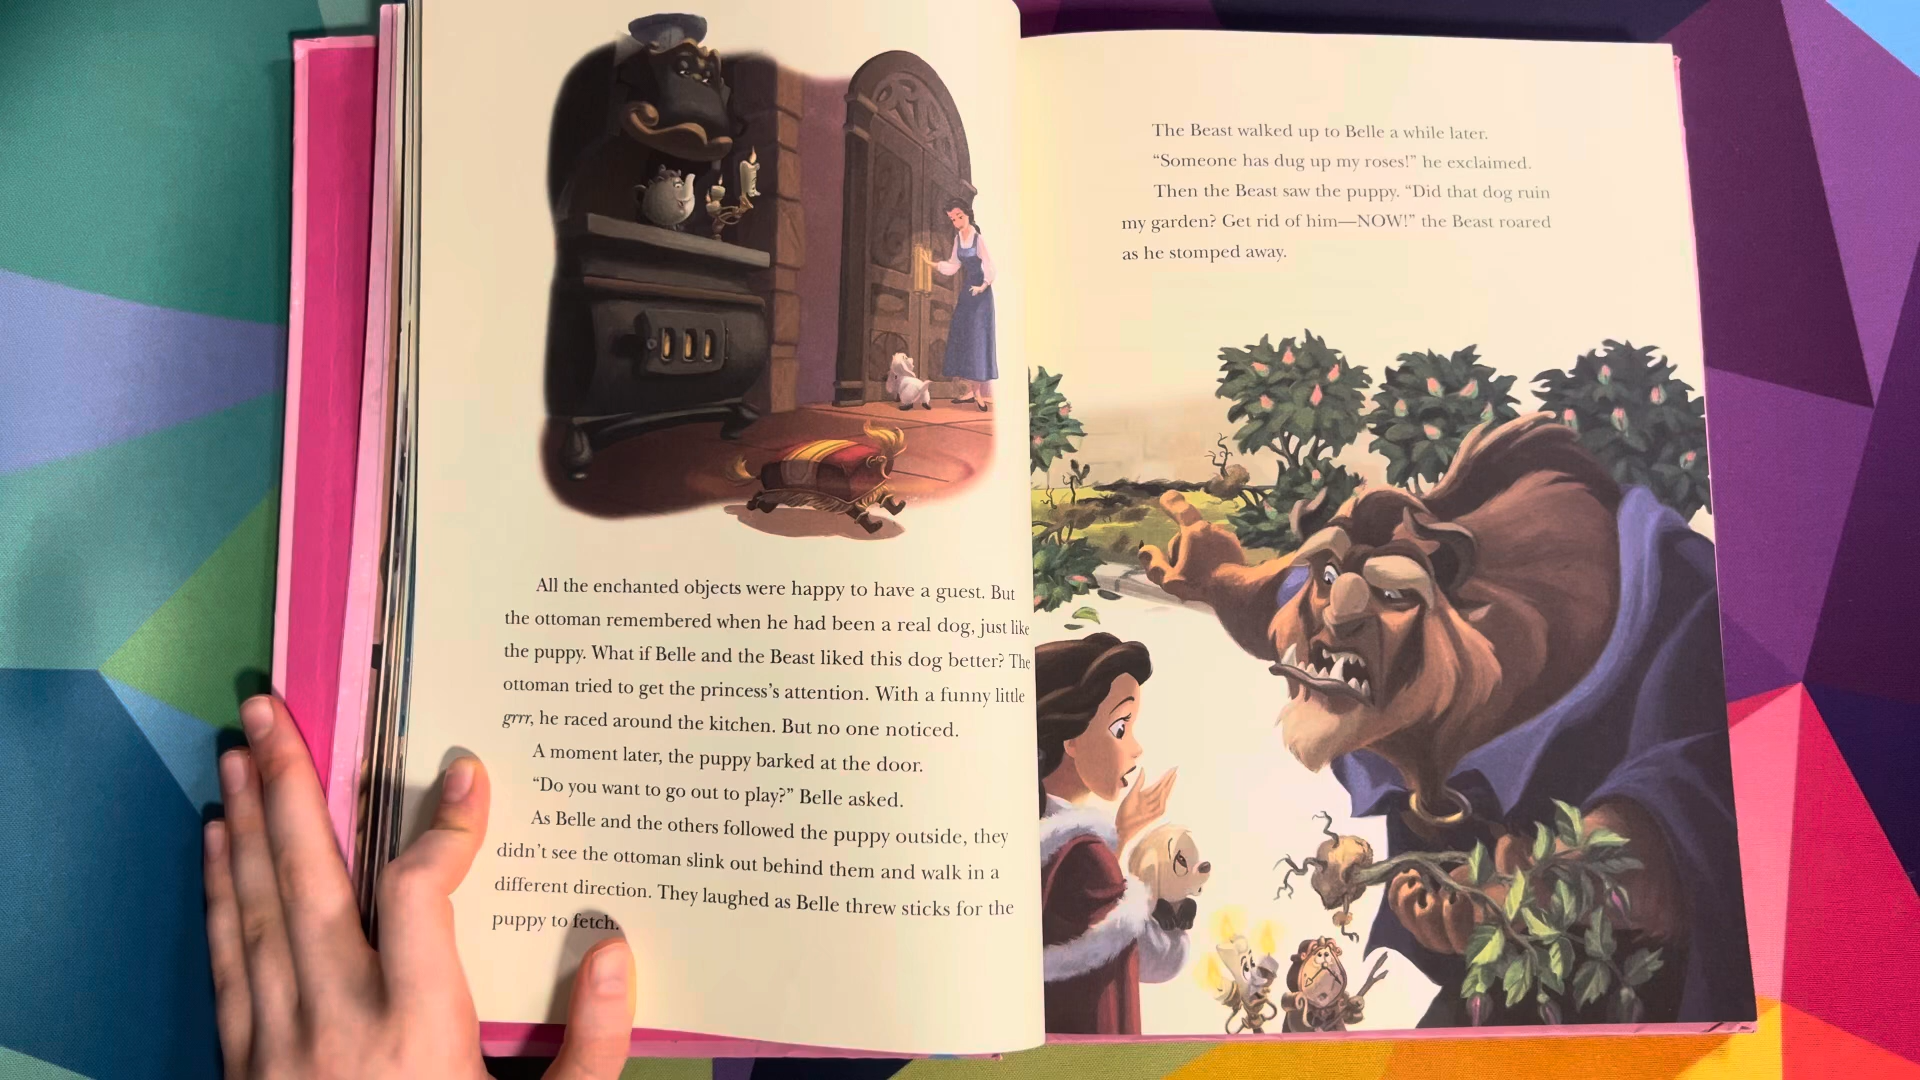 All the enchanted objects were happy to have a guest. But
the ottoman remembered when he had been a real dog, just like
the puppy. What if Belle and the Beast liked this dog better? The
ottoman tried to get the princess’s attention. With a funny little
grrr, he raced around the kitchen. But no one noticed.
A moment later, the puppy barked at the door.
“Do you want to go out to play?” Belle asked.
As Belle and the others followed the puppy outside, they
didn’t see the ottoman slink out behind them and walk in a
different direction. They laughed as Belle threw sticks for the
puppy to fetch.
The Beast walked up to Belle a while later.
“Someone has dug up my roses!” he exclaimed.
Then the Beast saw the puppy. “Did that dog ruin
my garden? Get rid of him—NOW!” the Beast roared
as he stomped away.